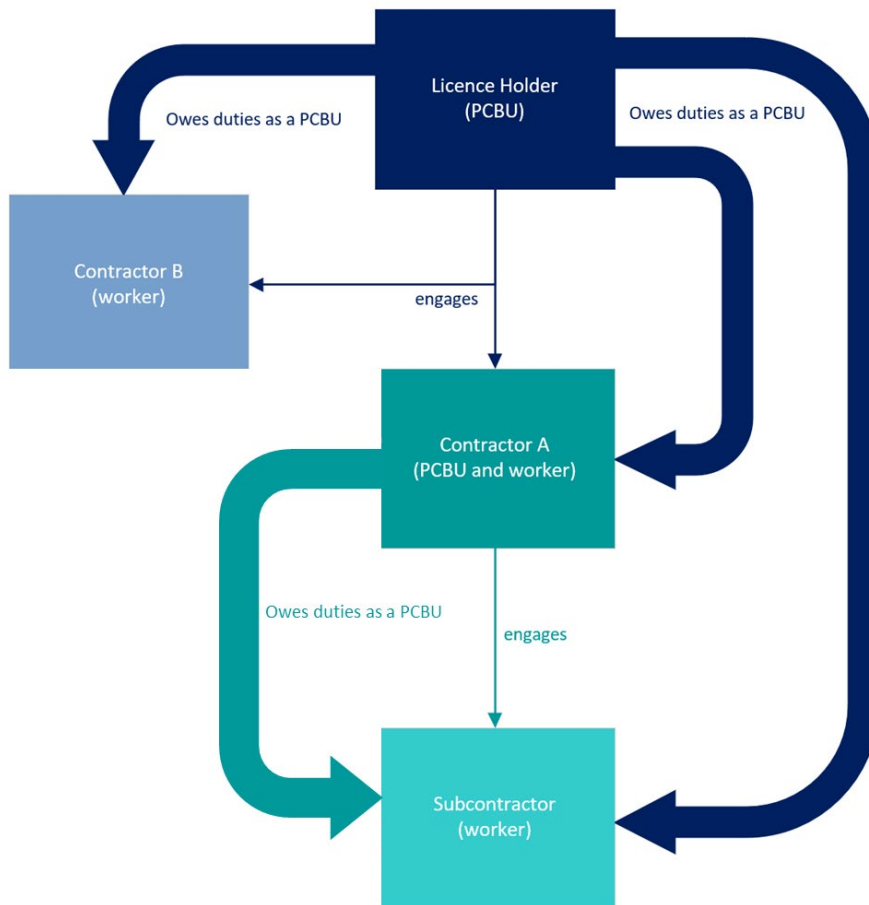 Licence Holder
(PCBU)
Owes duties as a PCBU
Owes duties as a PCBU
Contractor B
(worker)
engages
Contractor A
(PCBU and worker)
Owes duties as a PCBU
engages
Subcontractor
(worker)